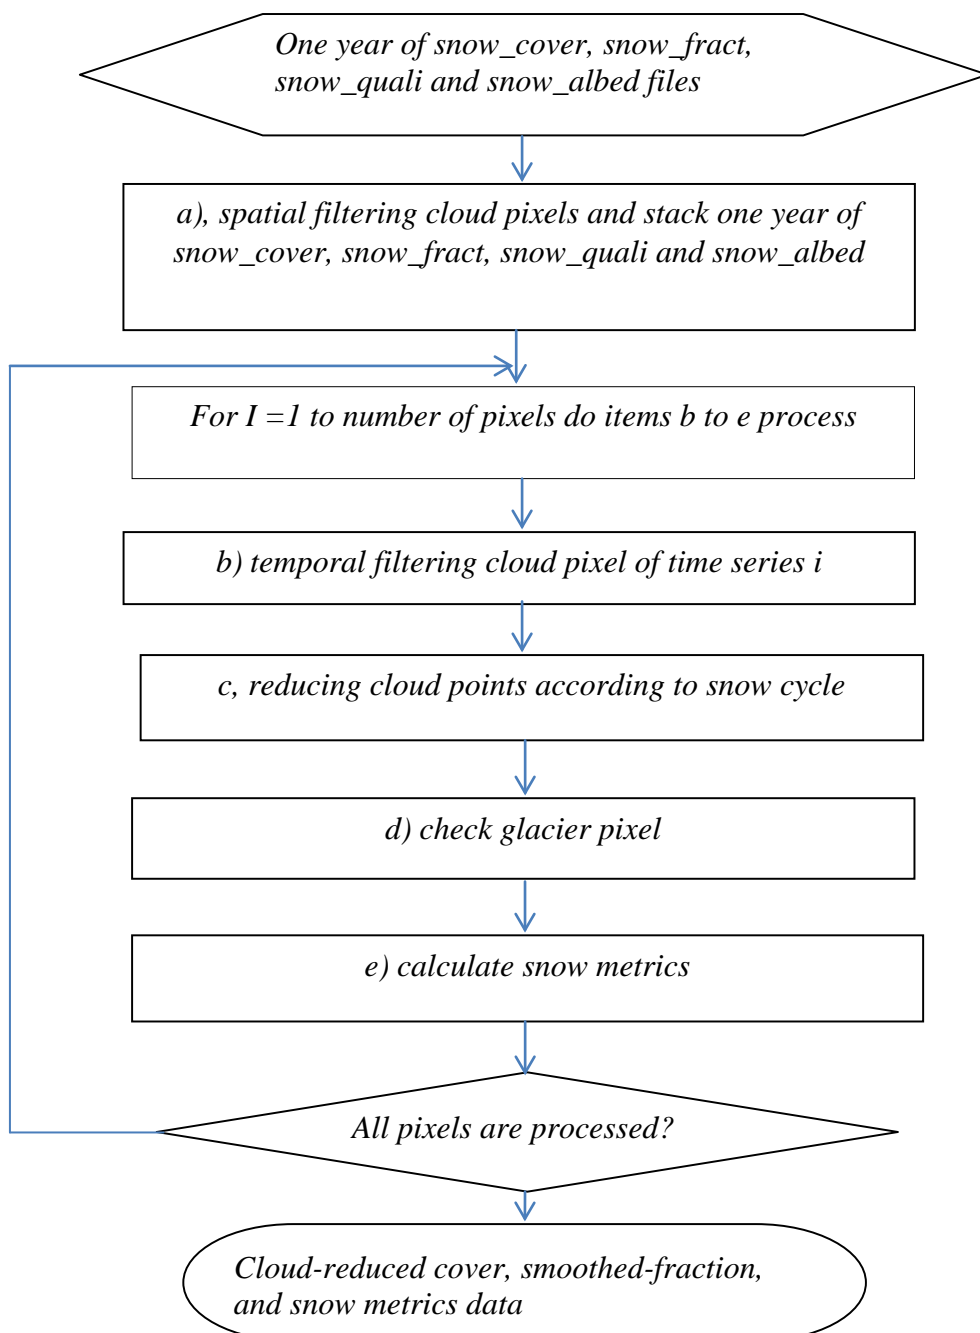 One year of snow_cover, snow_fract,
snow_quali and snow_albed files
a), spatial filtering cloud pixels and stack one year of
snow_cover, snow_fract, snow_quali and snow_albed
For I =1 to number of pixels do items b to e process
b) temporal filtering cloud pixel of time series i
c, reducing cloud points according to snow cycle
d) check glacier pixel
e) calculate snow metrics
All pixels are processed?
Cloud-reduced cover, smoothed-fraction,
and snow metrics data